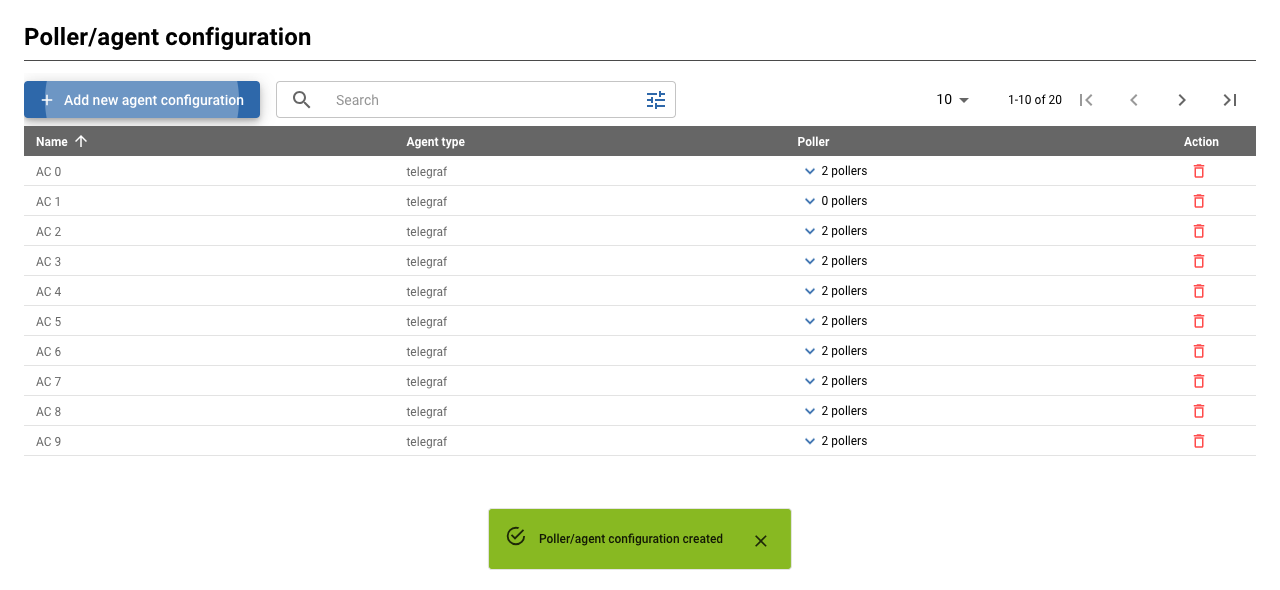 Poller/agent configuration
Add new agent configuration Search 10 1-10 of 20
Name Agent type Poller Action
AC 0 telegraf 2 pollers
AC 1 telegraf 0 pollers
AC 2 telegraf 2 pollers
AC 3 telegraf 2 pollers
AC 4 telegraf 2 pollers
AC 5 telegraf 2 pollers
AC 6 telegraf 2 pollers
AC 7 telegraf 2 pollers
AC 8 telegraf 2 pollers
AC 9 telegraf 2 pollers
Poller/agent configuration created